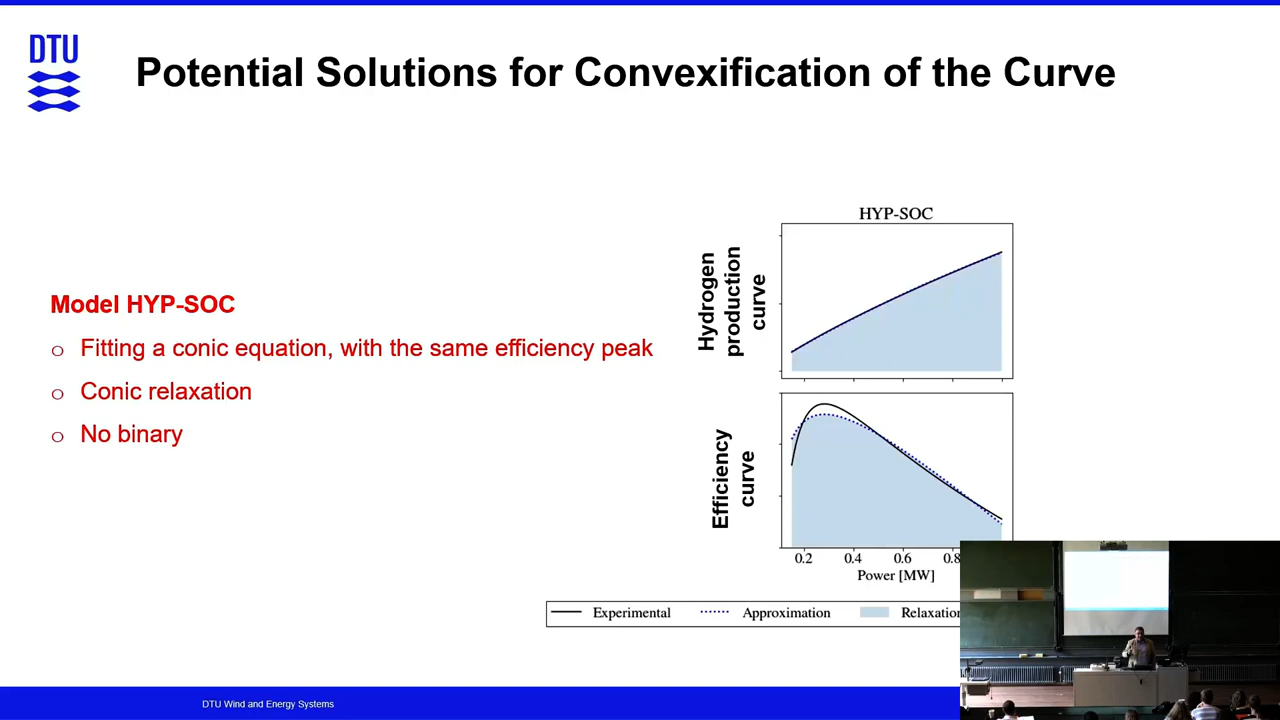 DTU
Potential Solutions for Convexification of the Curve
Model HYP-SOC
o Fitting a conic equation, with the same efficiency peak
o Conic relaxation
o No binary
HYP-SOC
Hydrogen
production
curve
Efficiency
curve
0.2 0.4 0.6 0.8
Power [MW]
Experimental Approximation Relaxation
DTU Wind and Energy Systems